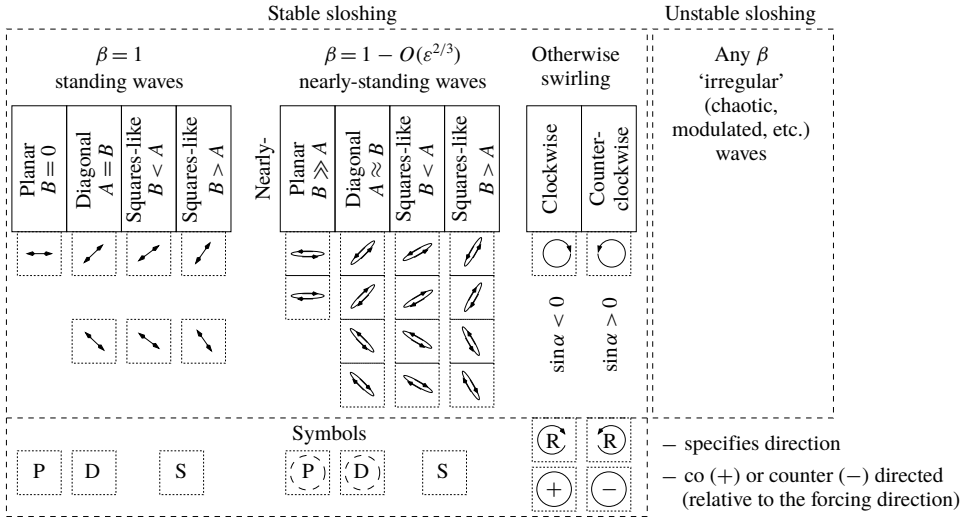 Stable sloshing
Unstable sloshing
β = 1
standing waves
β = 1 − O(ε^{2/3})
nearly-standing waves
Otherwise
swirling
Any β
‘irregular’
(chaotic,
modulated, etc.)
waves
Planar
B = 0
Diagonal
A = B
Squares-like
B < A
Squares-like
B > A
Nearly-
Planar
B ≫ A
Diagonal
A ≈ B
Squares-like
B < A
Squares-like
B > A
Clockwise
Counter-
clockwise
sin α < 0
sin α > 0
Symbols
P
D
S
P
D
S
R
R
+
−
− specifies direction
− co (+) or counter (−) directed
(relative to the forcing direction)